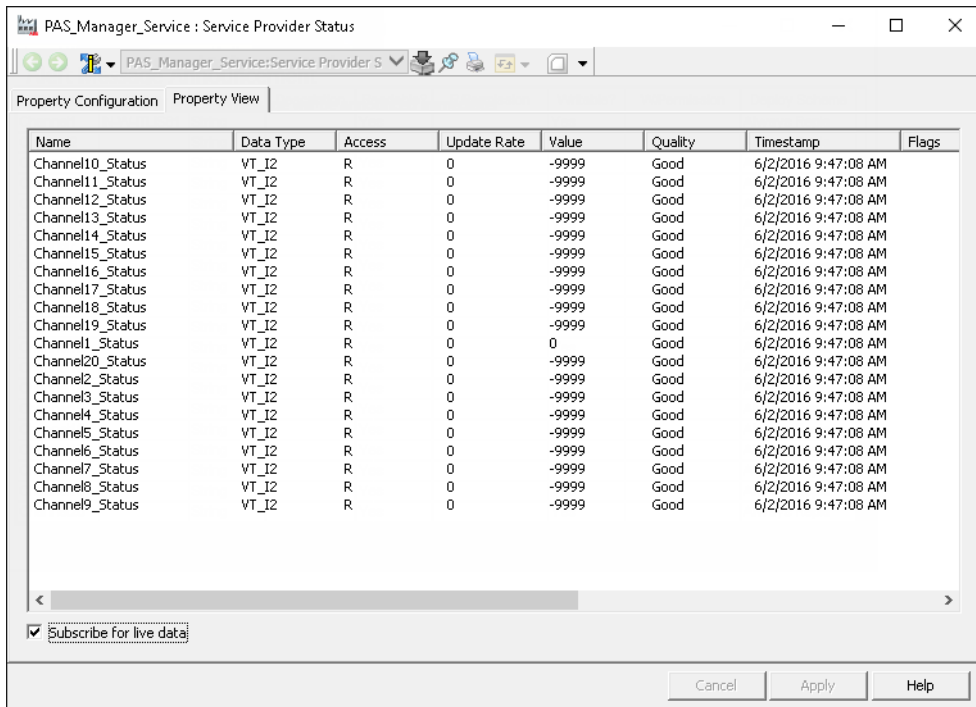 PAS_Manager_Service : Service Provider Status
PAS_Manager_Service:Service Provider S
Property Configuration Property View
Name Data Type Access Update Rate Value Quality Timestamp Flags
Channel10_Status VT_I2 R 0 -9999 Good 6/2/2016 9:47:08 AM
Channel11_Status VT_I2 R 0 -9999 Good 6/2/2016 9:47:08 AM
Channel12_Status VT_I2 R 0 -9999 Good 6/2/2016 9:47:08 AM
Channel13_Status VT_I2 R 0 -9999 Good 6/2/2016 9:47:08 AM
Channel14_Status VT_I2 R 0 -9999 Good 6/2/2016 9:47:08 AM
Channel15_Status VT_I2 R 0 -9999 Good 6/2/2016 9:47:08 AM
Channel16_Status VT_I2 R 0 -9999 Good 6/2/2016 9:47:08 AM
Channel17_Status VT_I2 R 0 -9999 Good 6/2/2016 9:47:08 AM
Channel18_Status VT_I2 R 0 -9999 Good 6/2/2016 9:47:08 AM
Channel19_Status VT_I2 R 0 -9999 Good 6/2/2016 9:47:08 AM
Channel1_Status VT_I2 R 0 0 Good 6/2/2016 9:47:08 AM
Channel20_Status VT_I2 R 0 -9999 Good 6/2/2016 9:47:08 AM
Channel2_Status VT_I2 R 0 -9999 Good 6/2/2016 9:47:08 AM
Channel3_Status VT_I2 R 0 -9999 Good 6/2/2016 9:47:08 AM
Channel4_Status VT_I2 R 0 -9999 Good 6/2/2016 9:47:08 AM
Channel5_Status VT_I2 R 0 -9999 Good 6/2/2016 9:47:08 AM
Channel6_Status VT_I2 R 0 -9999 Good 6/2/2016 9:47:08 AM
Channel7_Status VT_I2 R 0 -9999 Good 6/2/2016 9:47:08 AM
Channel8_Status VT_I2 R 0 -9999 Good 6/2/2016 9:47:08 AM
Channel9_Status VT_I2 R 0 -9999 Good 6/2/2016 9:47:08 AM
Subscribe for live data
Cancel Apply Help